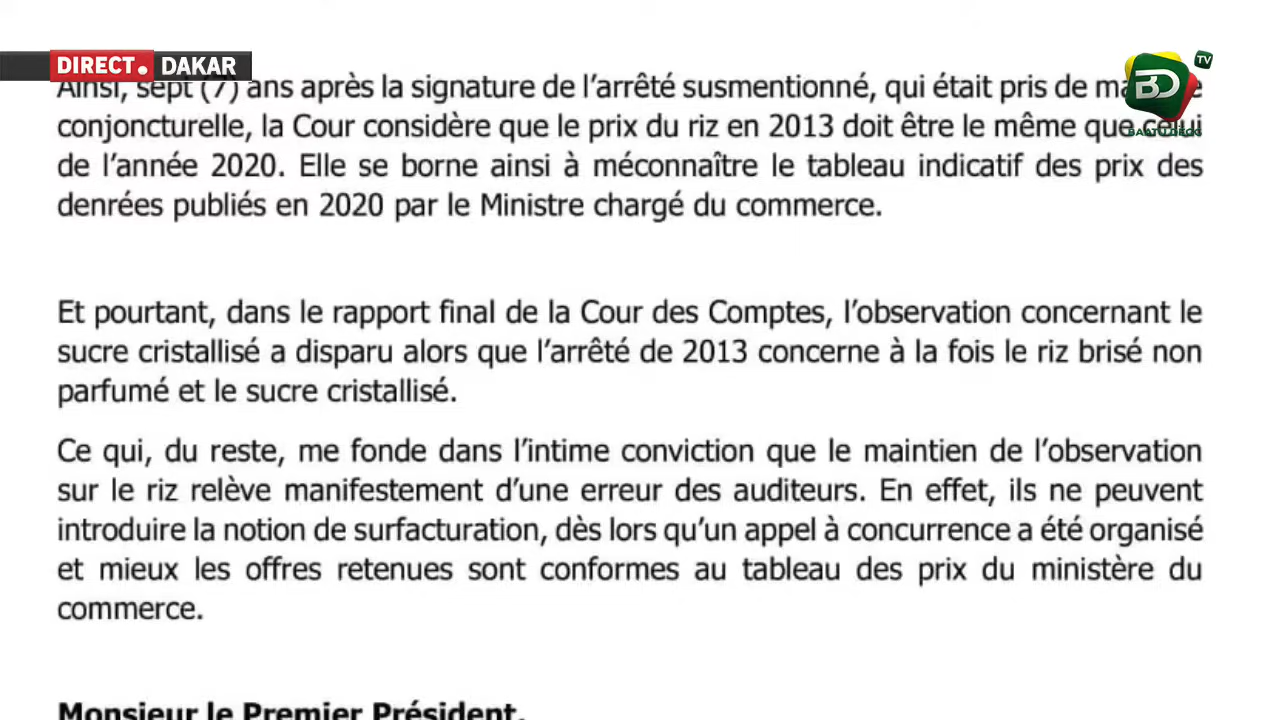 DIRECT. DAKAR
TV
BD
BAATU DEGG
Ainsi, sept (7) ans après la signature de l'arrêté susmentionné, qui était pris de
conjoncturelle, la Cour considère que le prix du riz en 2013 doit être le même que celui
de l'année 2020. Elle se borne ainsi à méconnaître le tableau indicatif des prix des
denrées publiés en 2020 par le Ministre chargé du commerce.
Et pourtant, dans le rapport final de la Cour des Comptes, l'observation concernant le
sucre cristallisé a disparu alors que l'arrêté de 2013 concerne à la fois le riz brisé non
parfumé et le sucre cristallisé.
Ce qui, du reste, me fonde dans l'intime conviction que le maintien de l'observation
sur le riz relève manifestement d'une erreur des auditeurs. En effet, ils ne peuvent
introduire la notion de surfacturation, dès lors qu'un appel à concurrence a été organisé
et mieux les offres retenues sont conformes au tableau des prix du ministère du
commerce.
Monsieur le Premier Président,